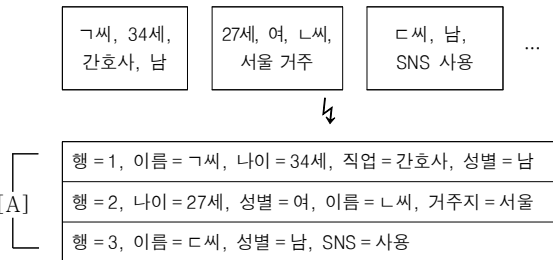 ㄱ씨, 34세,
간호사, 남
27세, 여, ㄴ씨,
서울 거주
ㄷ씨, 남,
SNS 사용
…
[A]
행=1, 이름=ㄱ씨, 나이=34세, 직업=간호사, 성별=남
행=2, 나이=27세, 성별=여, 이름=ㄴ씨, 거주지=서울
행=3, 이름=ㄷ씨, 성별=남, SNS=사용